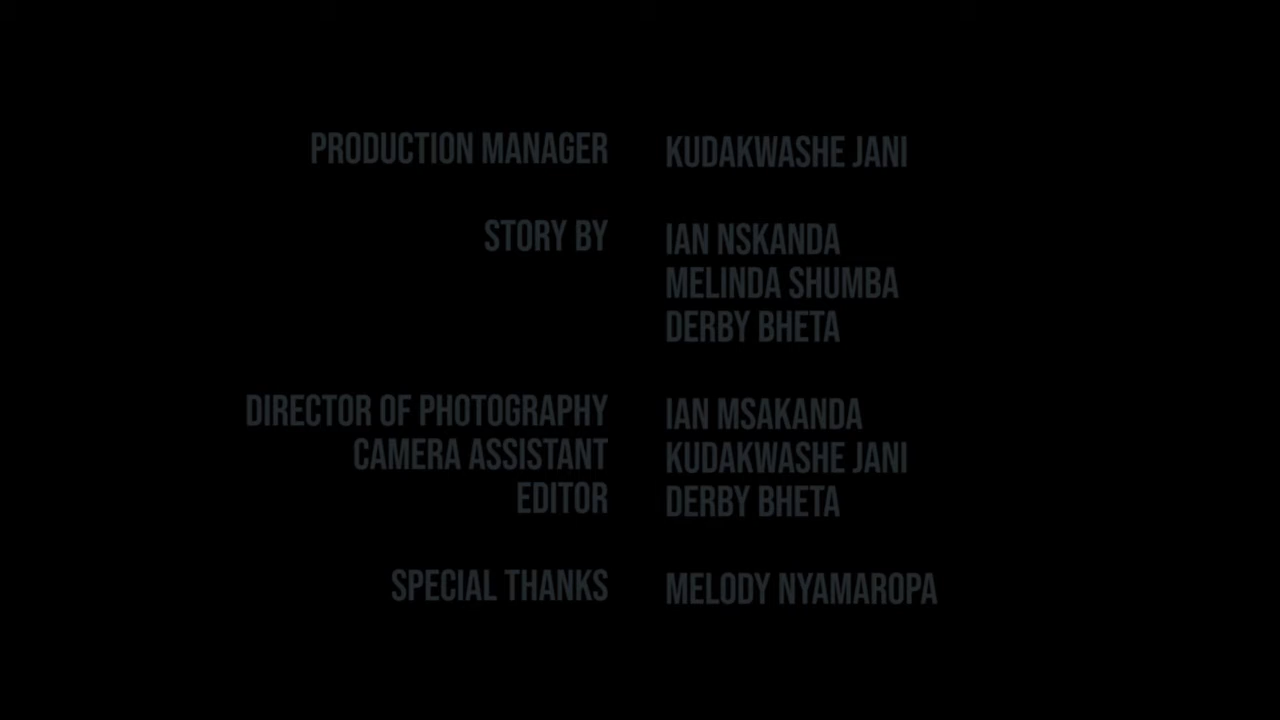 PRODUCTION MANAGER KUDAKWASHE JANI
STORY BY IAN NSKANDA
MELINDA SHUMBA
DERBY BHETA
DIRECTOR OF PHOTOGRAPHY IAN MSAKANDA
CAMERA ASSISTANT KUDAKWASHE JANI
EDITOR DERBY BHETA
SPECIAL THANKS MELODY NYAMAROPA